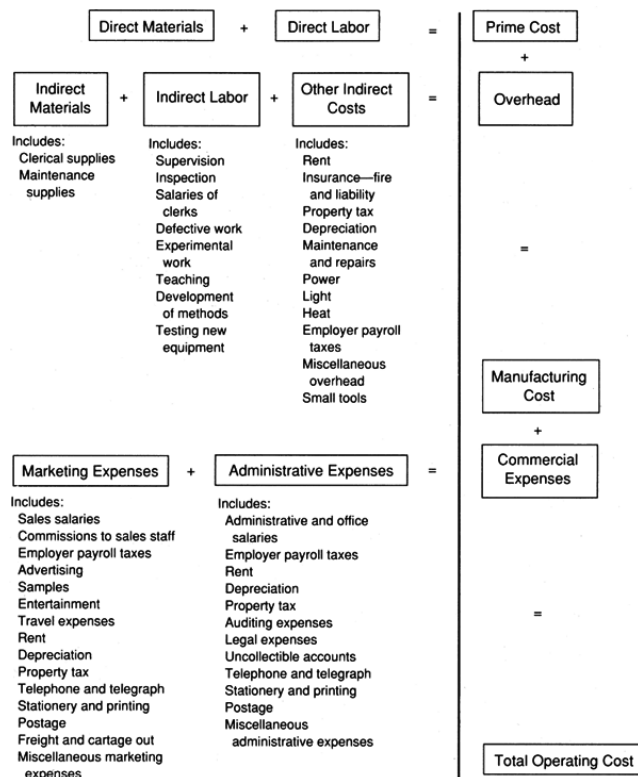 Direct Materials + Direct Labor = Prime Cost
+
Indirect Materials + Indirect Labor + Other Indirect Costs = Overhead
Includes:
Clerical supplies
Maintenance
supplies
Includes:
Supervision
Inspection
Salaries of
clerks
Defective work
Experimental
work
Teaching
Development
of methods
Testing new
equipment
Includes:
Rent
Insurance—fire
and liability
Property tax
Depreciation
Maintenance
and repairs
Power
Light
Heat
Employer payroll
taxes
Miscellaneous
overhead
Small tools
=
Manufacturing
Cost
+
Marketing Expenses + Administrative Expenses = Commercial Expenses
Includes:
Sales salaries
Commissions to sales staff
Employer payroll taxes
Advertising
Samples
Entertainment
Travel expenses
Rent
Depreciation
Property tax
Telephone and telegraph
Stationery and printing
Postage
Freight and cartage out
Miscellaneous marketing
expenses
Includes:
Administrative and office
salaries
Employer payroll taxes
Rent
Depreciation
Property tax
Auditing expenses
Legal expenses
Uncollectible accounts
Telephone and telegraph
Stationery and printing
Postage
Miscellaneous
administrative expenses
=
Total Operating Cost